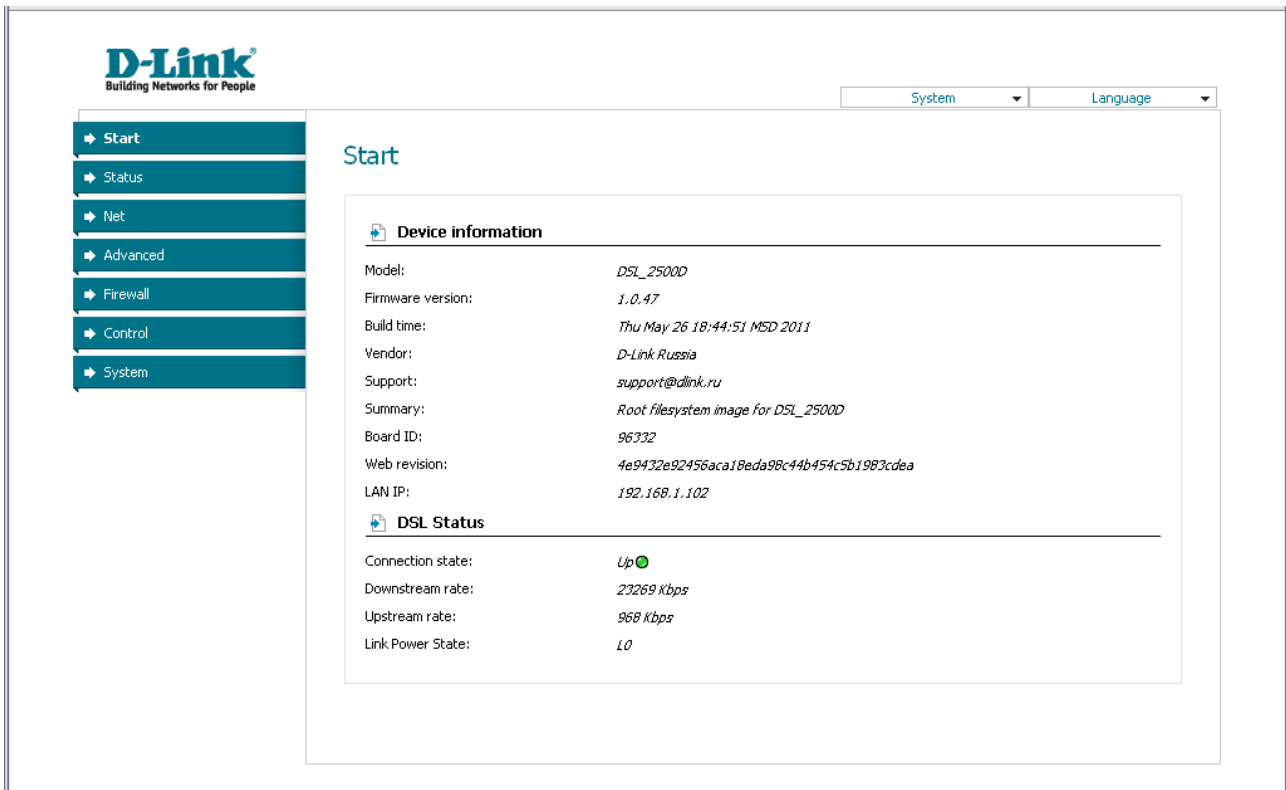 D-Link
Building Networks for People
System Language
Start
Status
Net
Advanced
Firewall
Control
System
Start
Device information
Model: DSL_2500D
Firmware version: 1.0.47
Build time: Thu May 26 18:44:51 MSD 2011
Vendor: D-Link Russia
Support: support@dlink.ru
Summary: Root filesystem image for DSL_2500D
Board ID: 96332
Web revision: 4e9432e92456aca18eda98c44b454c5b1983cdea
LAN IP: 192.168.1.102
DSL Status
Connection state: Up
Downstream rate: 23269 Kbps
Upstream rate: 968 Kbps
Link Power State: L0